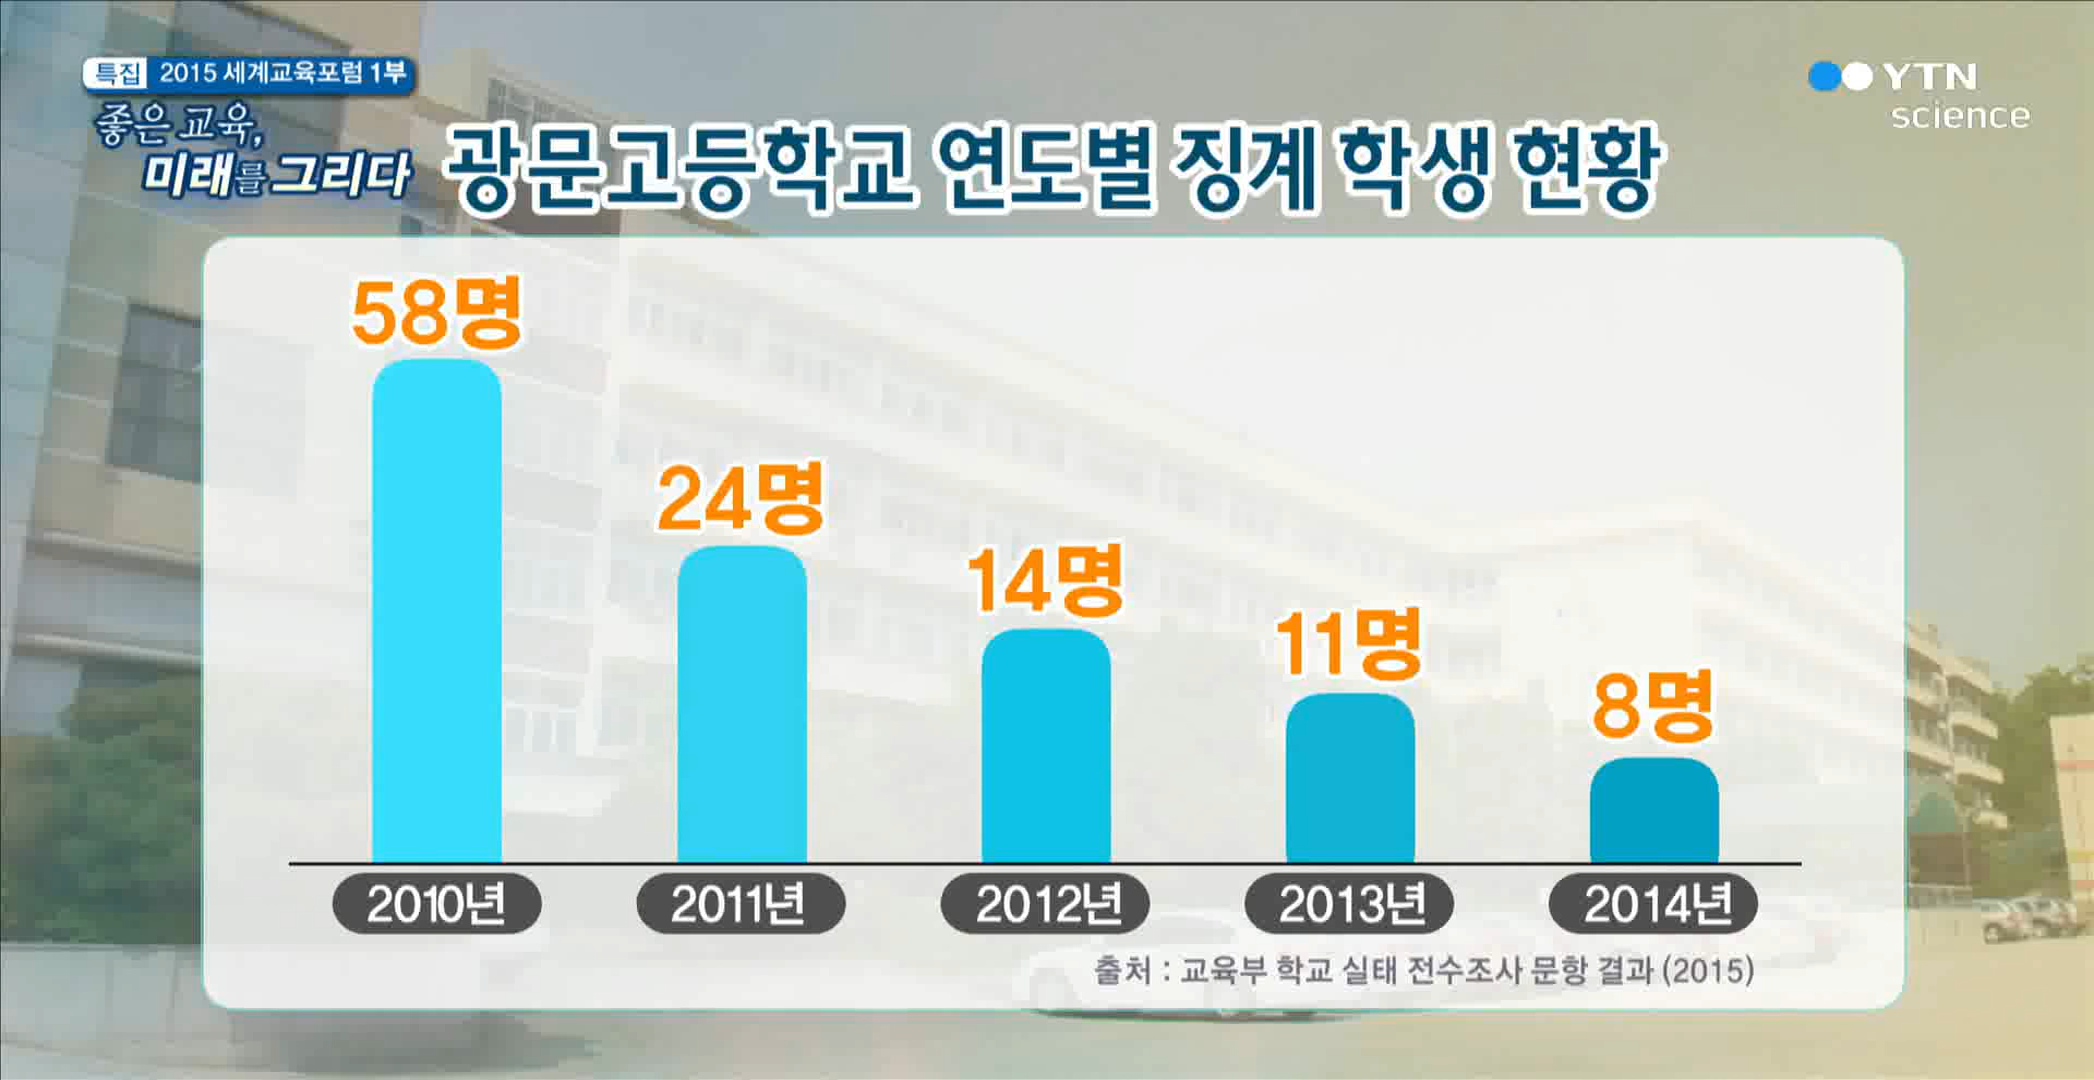 특집 2015 세계교육포럼 1부
좋은 교육,
미래를 그리다
YTN
science
광문고등학교 연도별 징계 학생 현황
58명
24명
14명
11명
8명
2010년 2011년 2012년 2013년 2014년
출처 : 교육부 학교 실태 전수조사 문항 결과 (2015)